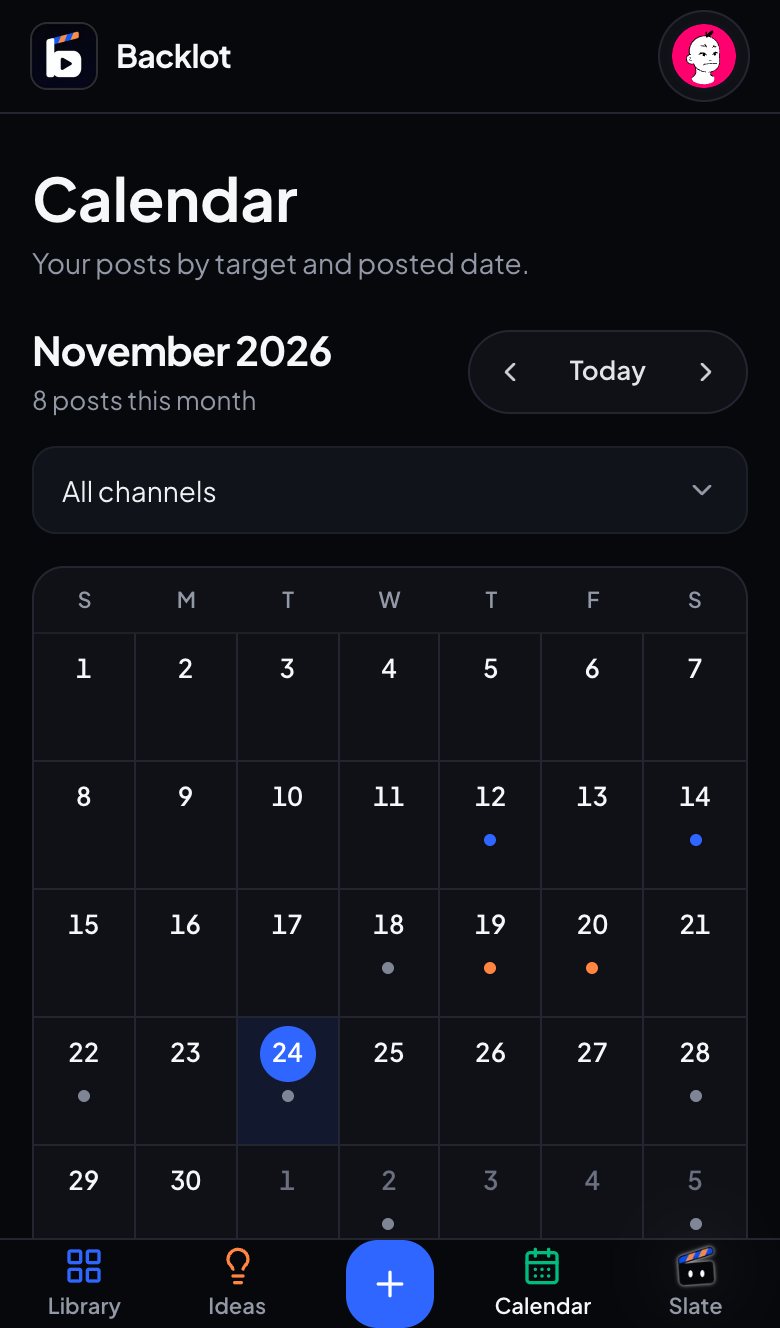 Backlot
Calendar
Your posts by target and posted date.
November 2026
8 posts this month
Today
All channels
S M T W T F S
1 2 3 4 5 6 7
8 9 10 11 12 13 14
15 16 17 18 19 20 21
22 23 24 25 26 27 28
29 30 1 2 3 4 5
Library Ideas Calendar Slate